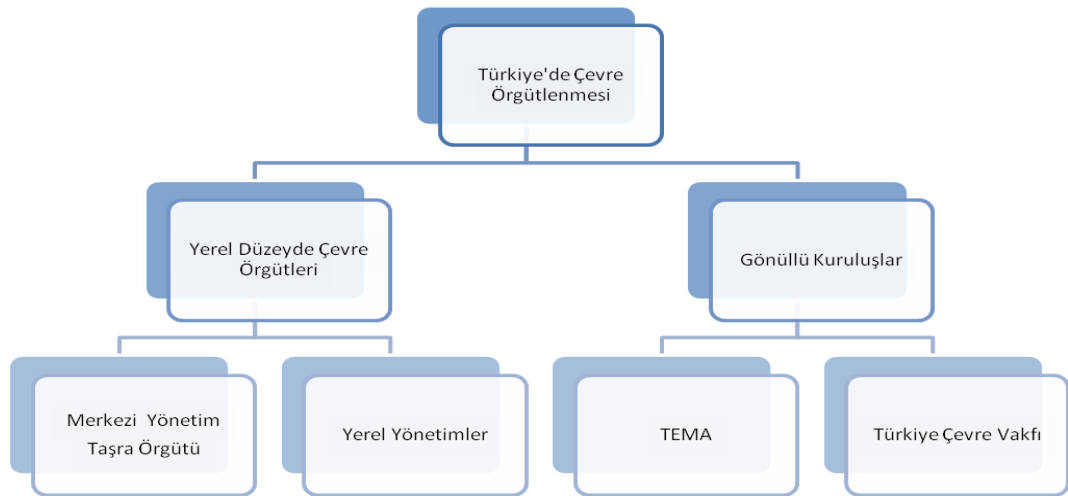 Türkiye'de Çevre
Örgütlenmesi
Yerel Düzeyde Çevre
Örgütleri
Gönüllü Kuruluşlar
Merkezi Yönetim
Taşra Örgütü
Yerel Yönetimler
TEMA
Türkiye Çevre Vakfı